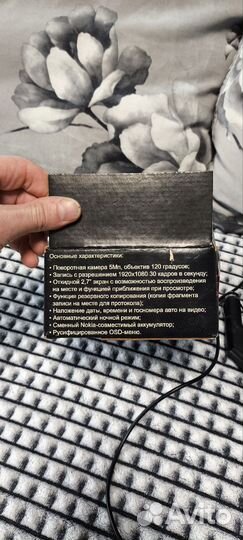 Основные характеристики:
• Поворотная камера 5Мп, объектив 120 градусов;
• Запись с разрешением 1920x1080 30 кадров в секунду;
• Откидной 2,7" экран с возможностью воспроизведения
на месте и функцией приближения при просмотре;
• Функция резервного копирования (копия фрагмента
записи на месте для протокола);
• Наложение даты, времени и госномера авто на видео;
• Автоматический ночной режим;
• Сменный Nokia-совместимый аккумулятор;
• Русифицированное OSD-меню.
Avito